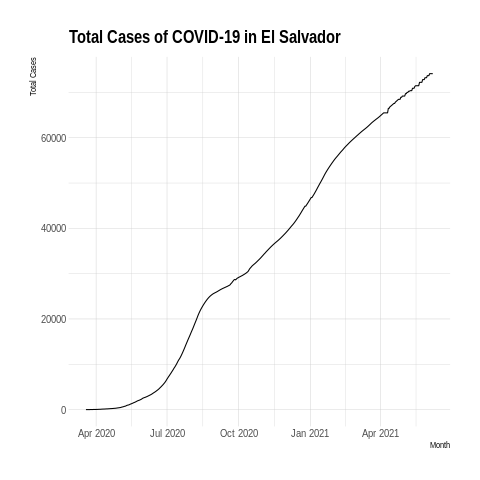 Total Cases of COVID-19 in El Salvador
Total Cases
60000
40000
20000
0
Apr 2020 Jul 2020 Oct 2020 Jan 2021 Apr 2021
Month